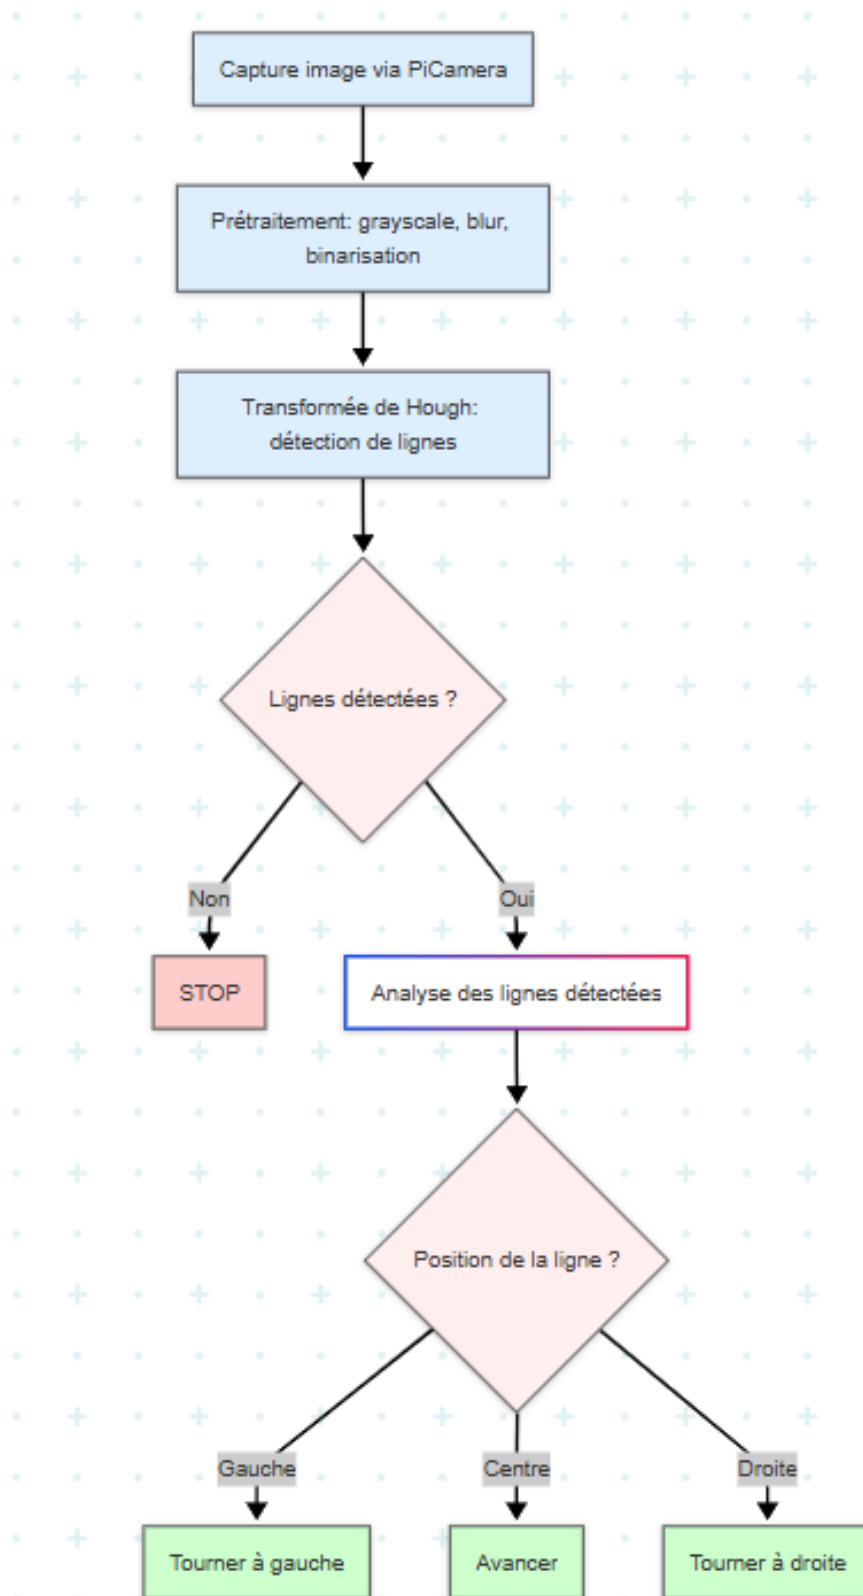 Capture image via PiCamera
Prétraitement: grayscale, blur,
binarisation
Transformée de Hough:
détection de lignes
Lignes détectées ?
Non
Oui
STOP
Analyse des lignes détectées
Position de la ligne ?
Gauche
Centre
Droite
Tourner à gauche
Avancer
Tourner à droite